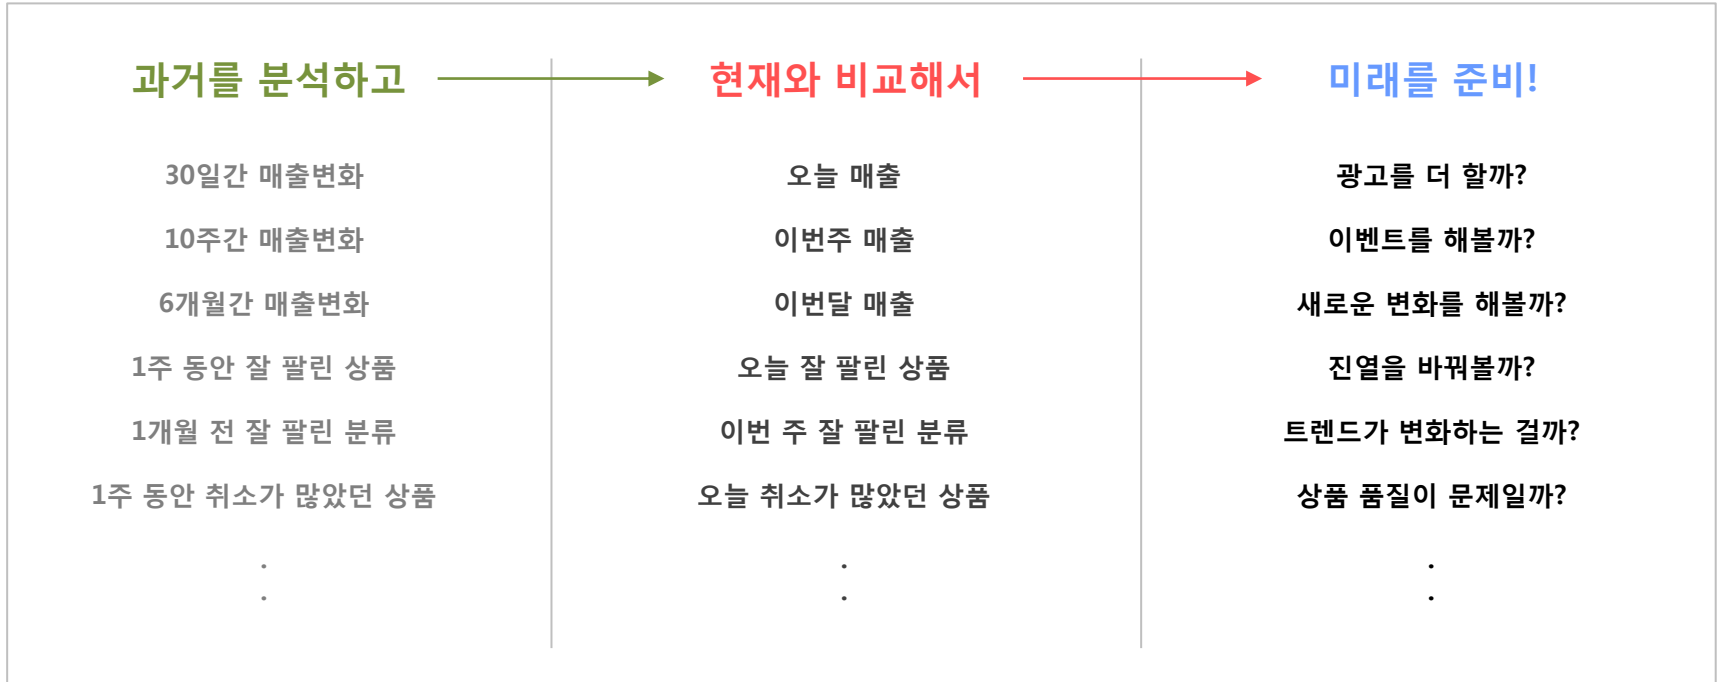 과거를 분석하고
현재와 비교해서
미래를 준비!
30일간 매출변화
오늘 매출
광고를 더 할까?
10주간 매출변화
이번주 매출
이벤트를 해볼까?
6개월간 매출변화
이번달 매출
새로운 변화를 해볼까?
1주 동안 잘 팔린 상품
오늘 잘 팔린 상품
진열을 바꿔볼까?
1개월 전 잘 팔린 분류
이번 주 잘 팔린 분류
트렌드가 변화하는 걸까?
1주 동안 취소가 많았던 상품
오늘 취소가 많았던 상품
상품 품질이 문제일까?
.
.
.
.
.
.